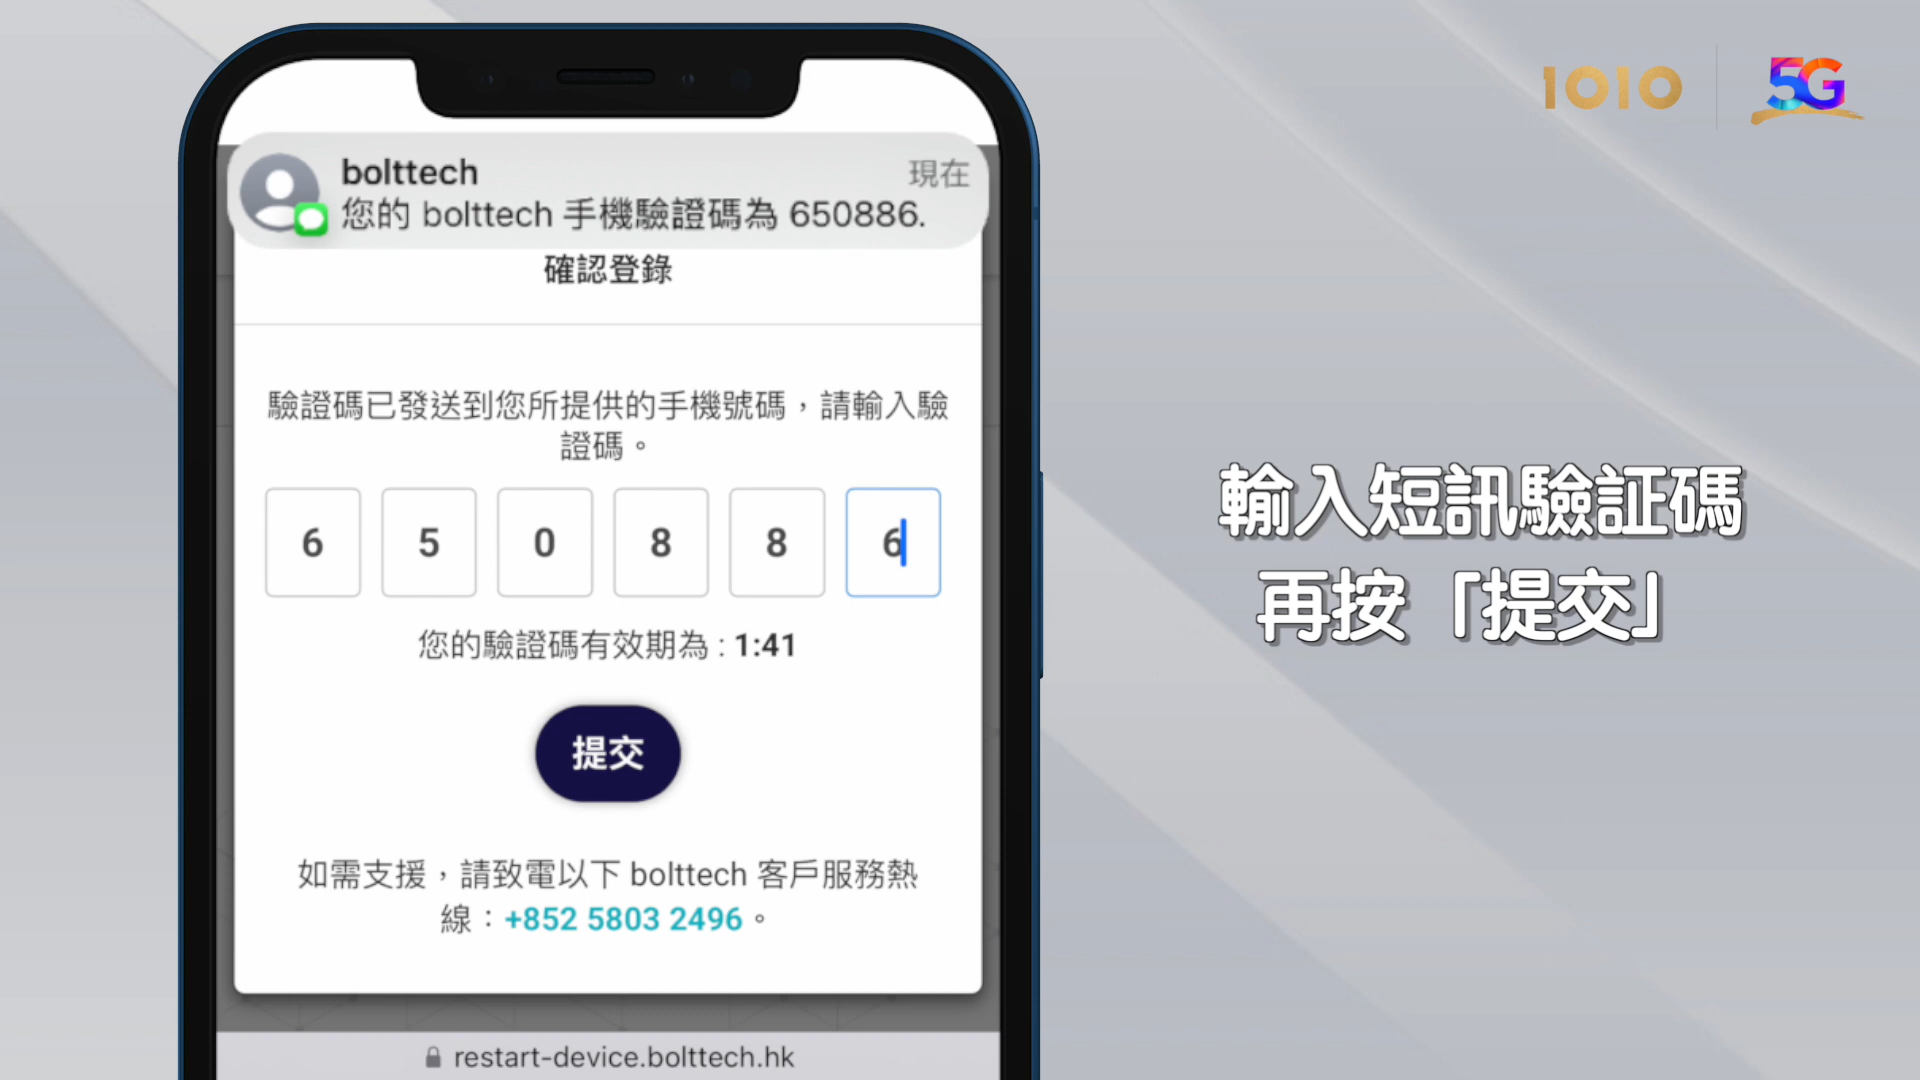 1O1O
5G
bolttech
現在
您的 bolttech 手機驗證碼為 650886.
確認登錄
驗證碼已發送到您所提供的手機號碼，請輸入驗
證碼。
6 5 0 8 8 6
您的驗證碼有效期為 : 1:41
提交
如需支援，請致電以下 bolttech 客戶服務熱
線：+852 5803 2496。
restart-device.bolttech.hk
輸入短訊驗証碼
再按「提交」